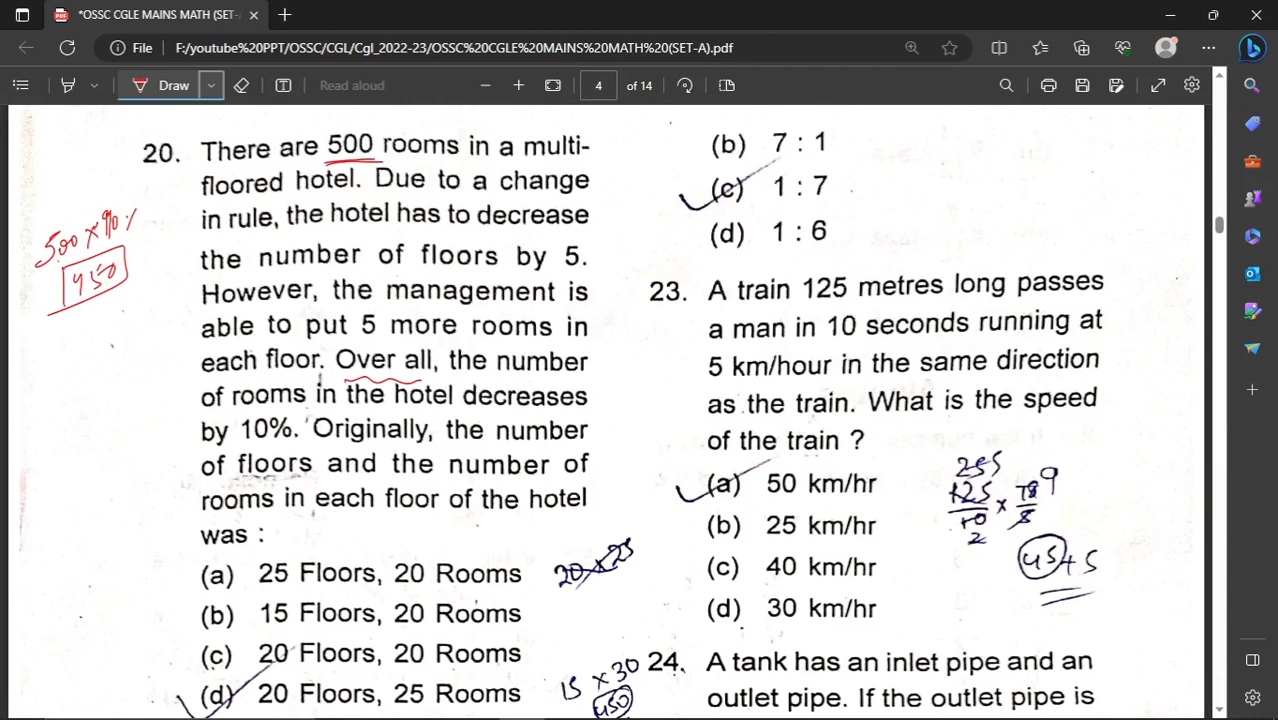 *OSSC CGLE MAINS MATH (SET-A
File
F:/youtube%20PPT/OSSC/CGL/Cgl_2022-23/OSSC%20CGLE%20MAINS%20MATH%20(SET-A).pdf
Draw
Read aloud
4
of 14
20. There are 500 rooms in a multi-
floored hotel. Due to a change
in rule, the hotel has to decrease
the number of floors by 5.
However, the management is
able to put 5 more rooms in
each floor. Over all, the number
of rooms in the hotel decreases
by 10%. Originally, the number
of floors and the number of
rooms in each floor of the hotel
was :
(a) 25 Floors, 20 Rooms
(b) 15 Floors, 20 Rooms
(c) 20 Floors, 20 Rooms
(d) 20 Floors, 25 Rooms
500 × 90%
450
20 × 25
15 × 30
450
(b) 7 : 1
(c) 1 : 7
(d) 1 : 6
23. A train 125 metres long passes
a man in 10 seconds running at
5 km/hour in the same direction
as the train. What is the speed
of the train ?
(a) 50 km/hr
(b) 25 km/hr
(c) 40 km/hr
(d) 30 km/hr
125 × 18 9
10 5
2
45+5
24. A tank has an inlet pipe and an
outlet pipe. If the outlet pipe is